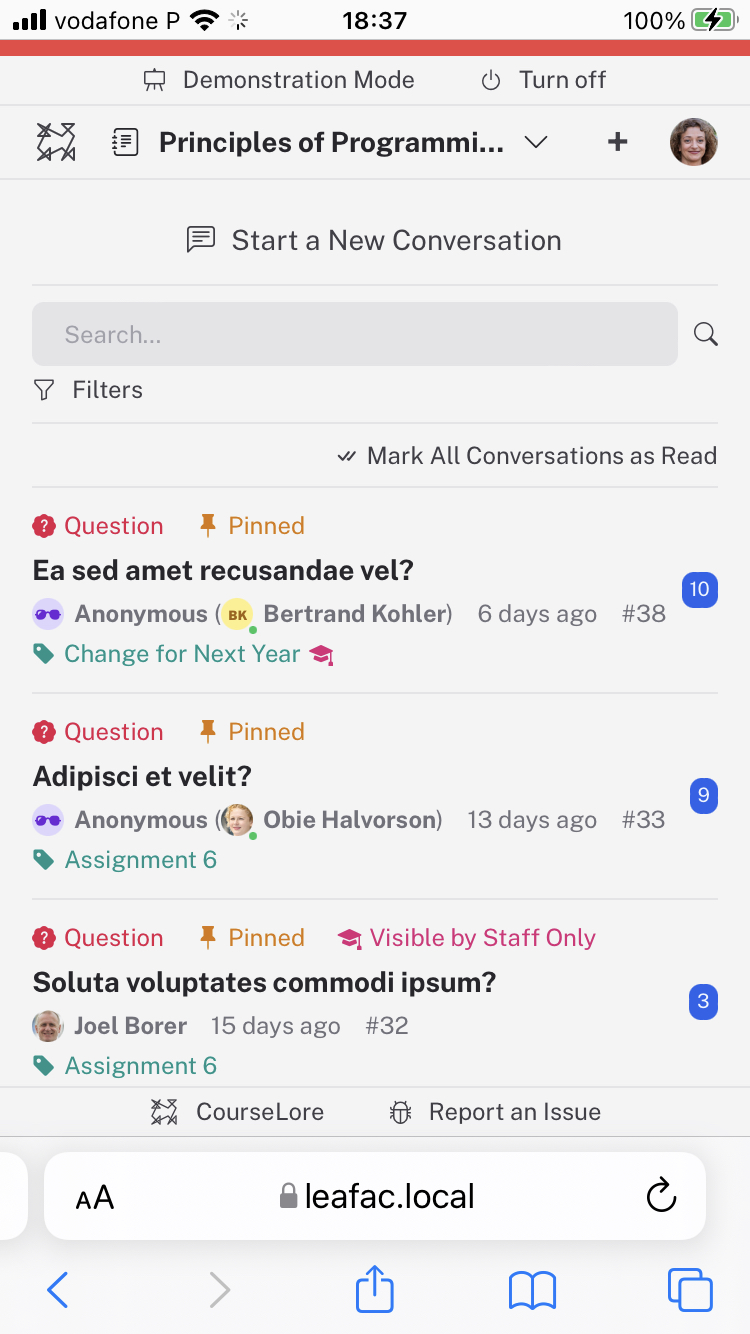 vodafone P 18:37 100%
Demonstration Mode Turn off
Principles of Programmi... +
Start a New Conversation
Search...
Filters
Mark All Conversations as Read
Question Pinned
Ea sed amet recusandae vel?
10
Anonymous (BK Bertrand Kohler) 6 days ago #38
Change for Next Year
Question Pinned
Adipisci et velit?
9
Anonymous (Obie Halvorson) 13 days ago #33
Assignment 6
Question Pinned Visible by Staff Only
Soluta voluptates commodi ipsum?
3
Joel Borer 15 days ago #32
Assignment 6
CourseLore Report an Issue
AA leafac.local